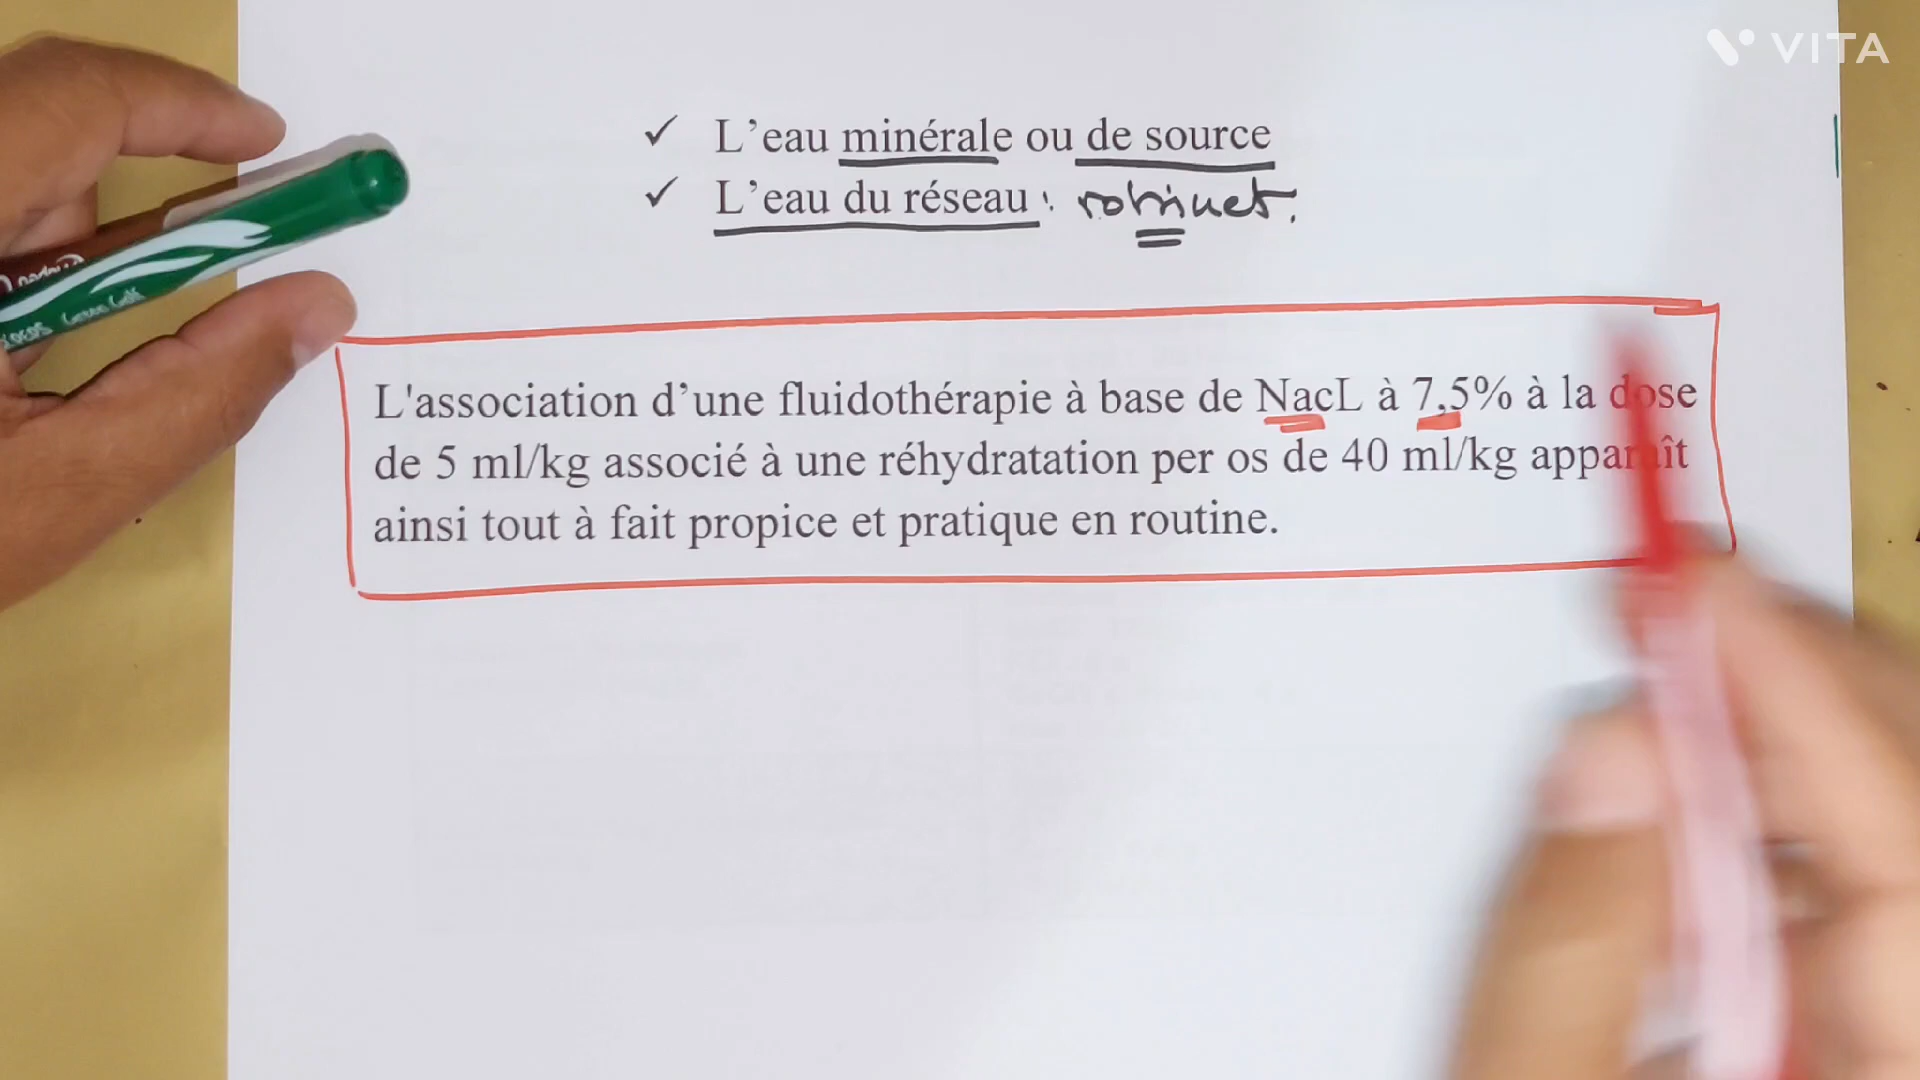 VITA
✓ L’eau minérale ou de source
✓ L’eau du réseau : robinet.
L'association d’une fluidothérapie à base de NacL à 7,5% à la dose
de 5 ml/kg associé à une réhydratation per os de 40 ml/kg apparaît
ainsi tout à fait propice et pratique en routine.